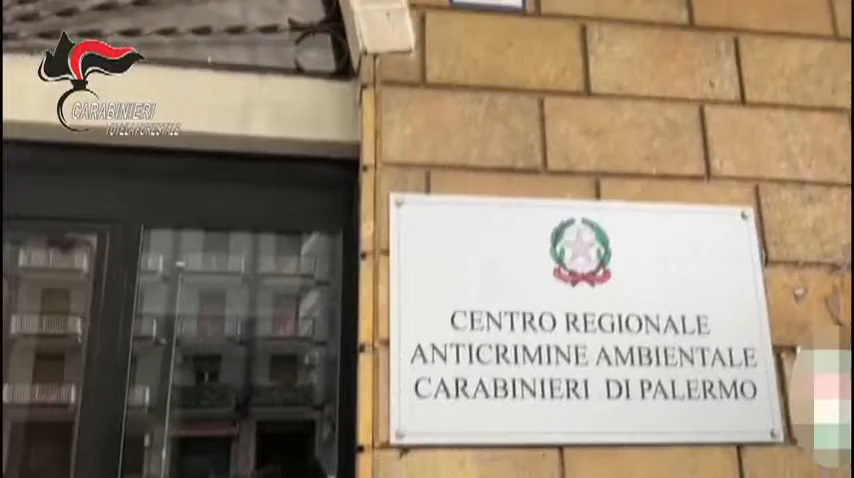 CARABINIERI
TUTELA FORESTALE
CENTRO REGIONALE
ANTICRIMINE AMBIENTALE
CARABINIERI DI PALERMO